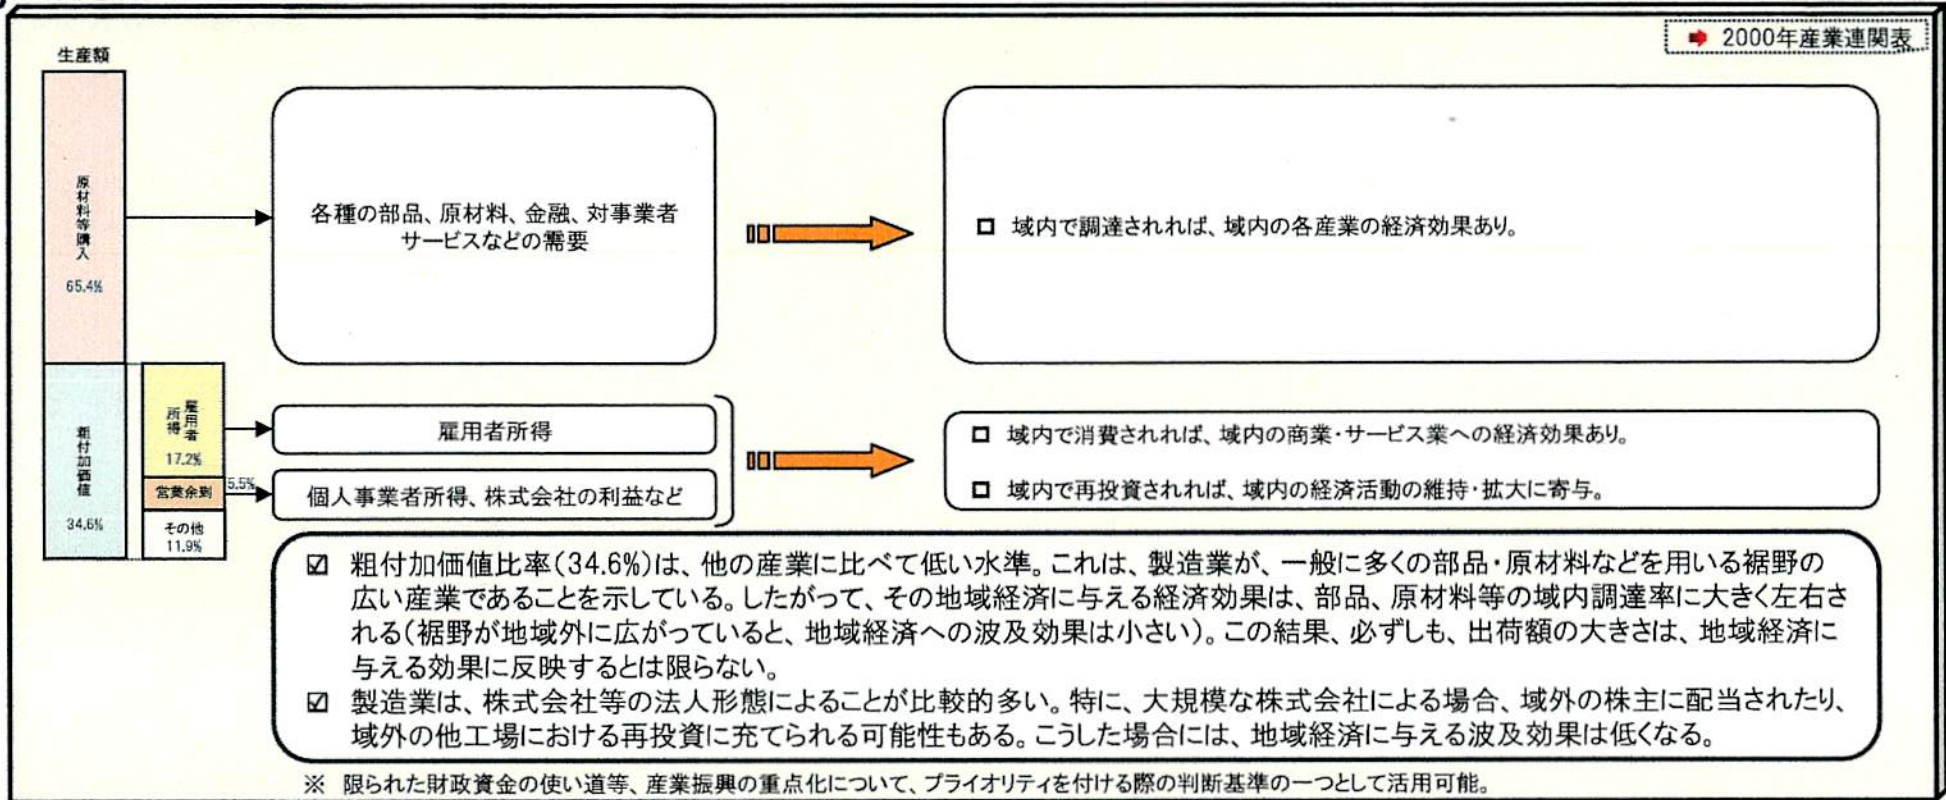 2000年産業連関表
生産額
原材料等購入
65.4%
各種の部品、原材料、金融、対事業者
サービスなどの需要
□ 域内で調達されれば、域内の各産業の経済効果あり。
粗付加価値
34.6%
雇用者
所得
17.2%
営業余剰
5.5%
その他
11.9%
雇用者所得
個人事業者所得、株式会社の利益など
□ 域内で消費されれば、域内の商業・サービス業への経済効果あり。
□ 域内で再投資されれば、域内の経済活動の維持・拡大に寄与。
☑ 粗付加価値比率(34.6%)は、他の産業に比べて低い水準。これは、製造業が、一般に多くの部品・原材料などを用いる裾野の
広い産業であることを示している。したがって、その地域経済に与える経済効果は、部品、原材料等の域内調達率に大きく左右さ
れる(裾野が地域外に広がっていると、地域経済への波及効果は小さい)。この結果、必ずしも、出荷額の大きさは、地域経済に
与える効果に反映するとは限らない。
☑ 製造業は、株式会社等の法人形態によることが比較的多い。特に、大規模な株式会社による場合、域外の株主に配当されたり、
域外の他工場における再投資に充てられる可能性もある。こうした場合には、地域経済に与える波及効果は低くなる。
※ 限られた財政資金の使い道等、産業振興の重点化について、プライオリティを付ける際の判断基準の一つとして活用可能。